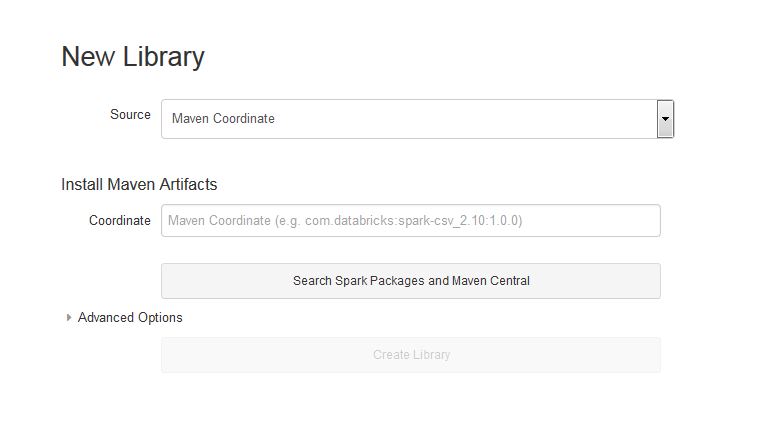 New Library
Source Maven Coordinate
Install Maven Artifacts
Coordinate Maven Coordinate (e.g. com.databricks:spark-csv_2.10:1.0.0)
Search Spark Packages and Maven Central
Advanced Options
Create Library